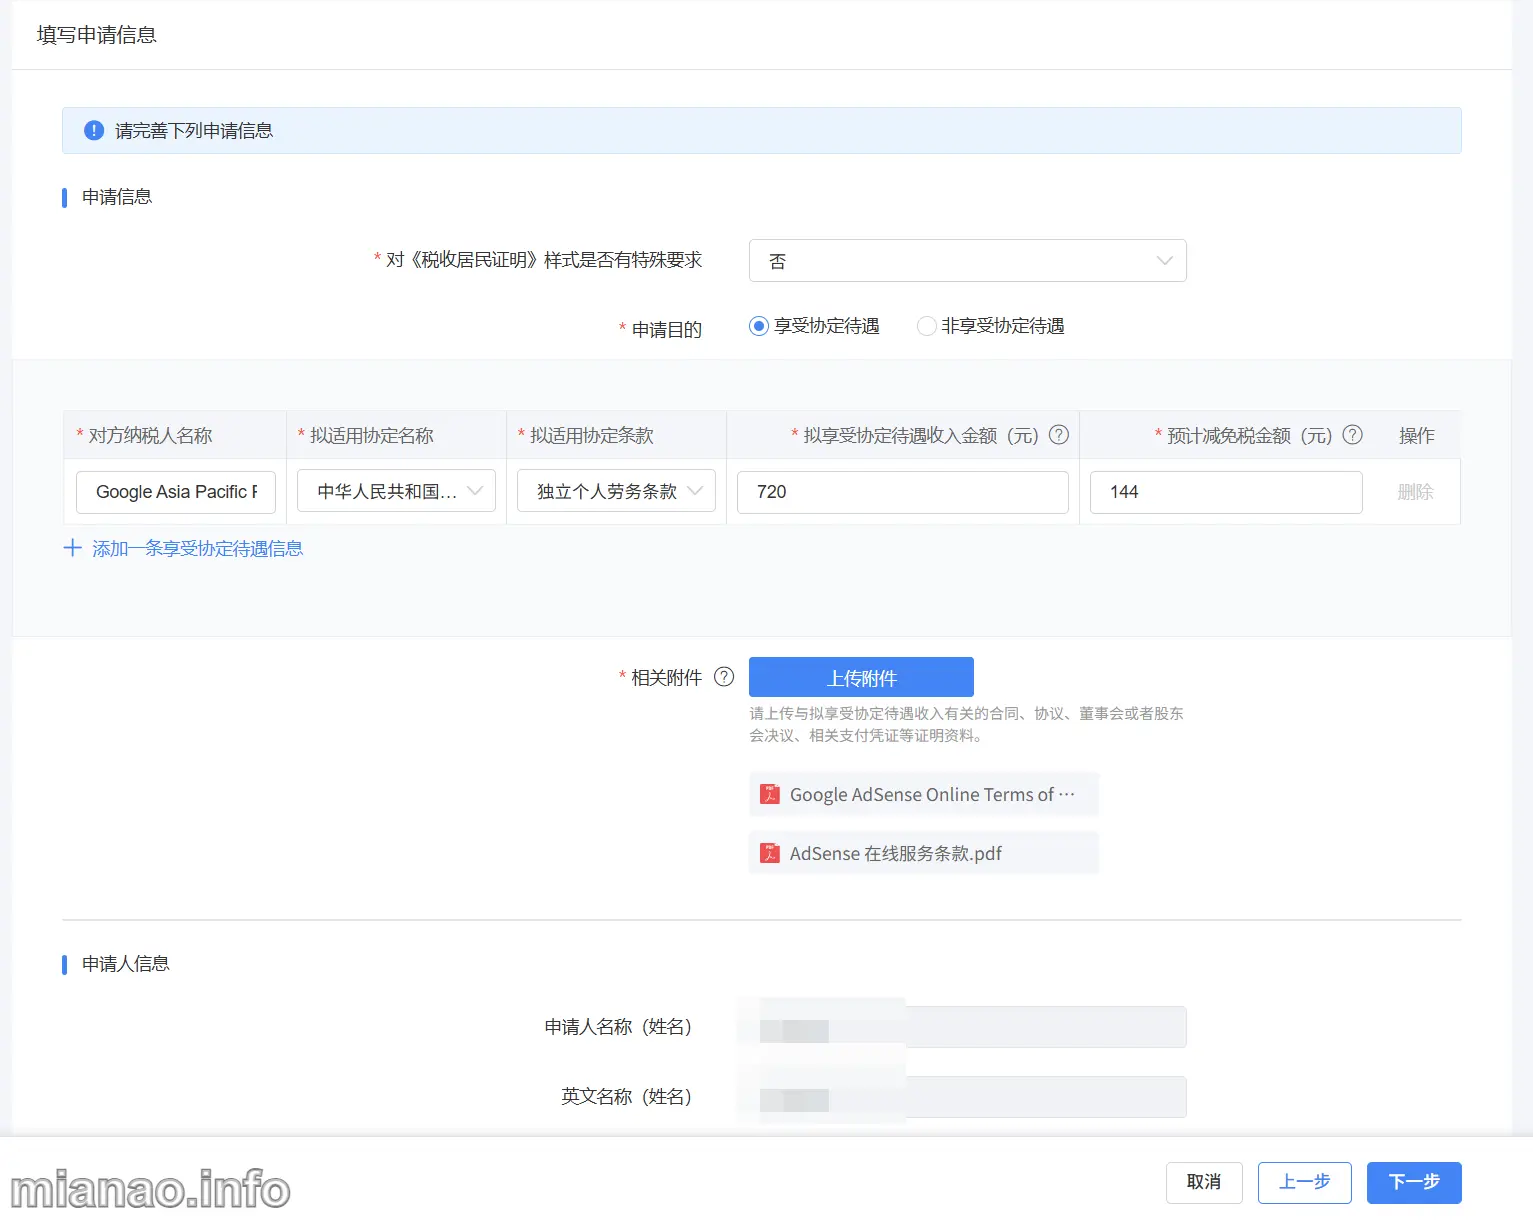 填写申请信息
请完善下列申请信息
申请信息
* 对《税收居民证明》样式是否有特殊要求
否
* 申请目的
享受协定待遇
非享受协定待遇
* 对方纳税人名称
* 拟适用协定名称
* 拟适用协定条款
* 拟享受协定待遇收入金额（元）
* 预计减免税金额（元）
操作
Google Asia Pacific
中华人民共和国...
独立个人劳务条款
720
144
删除
添加一条享受协定待遇信息
* 相关附件
上传附件
请上传与拟享受协定待遇收入有关的合同、协议、董事会或者股东
会决议、相关支付凭证等证明资料。
Google AdSense Online Terms of ···
AdSense 在线服务条款.pdf
申请人信息
申请人名称（姓名）
英文名称（姓名）
取消
上一步
下一步
mianao.info